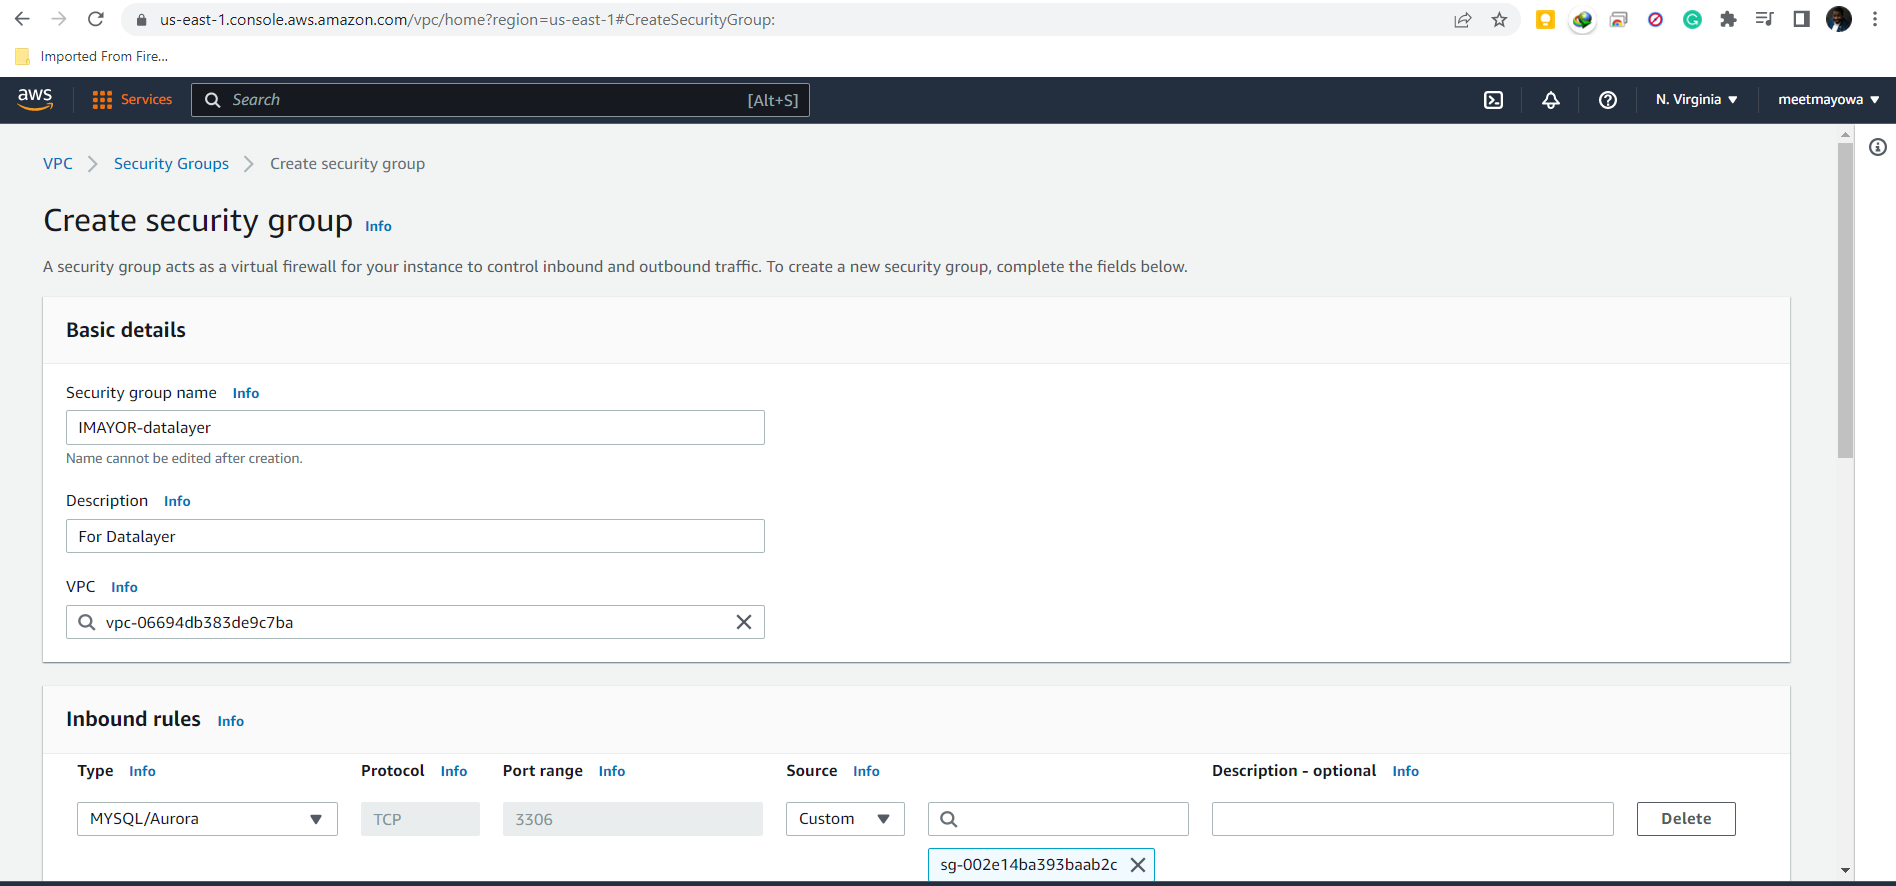 us-east-1.console.aws.amazon.com/vpc/home?region=us-east-1#CreateSecurityGroup:
Imported From Fire...
aws Services Search [Alt+S] N. Virginia meetmayowa
VPC Security Groups Create security group
Create security group Info
A security group acts as a virtual firewall for your instance to control inbound and outbound traffic. To create a new security group, complete the fields below.
Basic details
Security group name Info
IMAYOR-datalayer
Name cannot be edited after creation.
Description Info
For Datalayer
VPC Info
vpc-06694db383de9c7ba
Inbound rules Info
Type Info Protocol Info Port range Info Source Info Description - optional Info
MYSQL/Aurora TCP 3306 Custom Delete
sg-002e14ba393baab2c